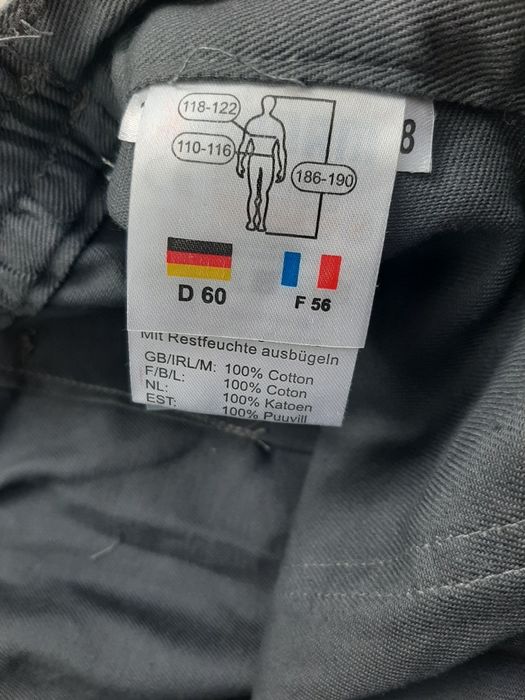 118-122
110-116
186-190
8
D 60
F 56
Mit Restfeuchte ausbügeln
GB/IRL/M: 100% Cotton
F/B/L: 100% Coton
NL: 100% Katoen
EST: 100% Puuvill